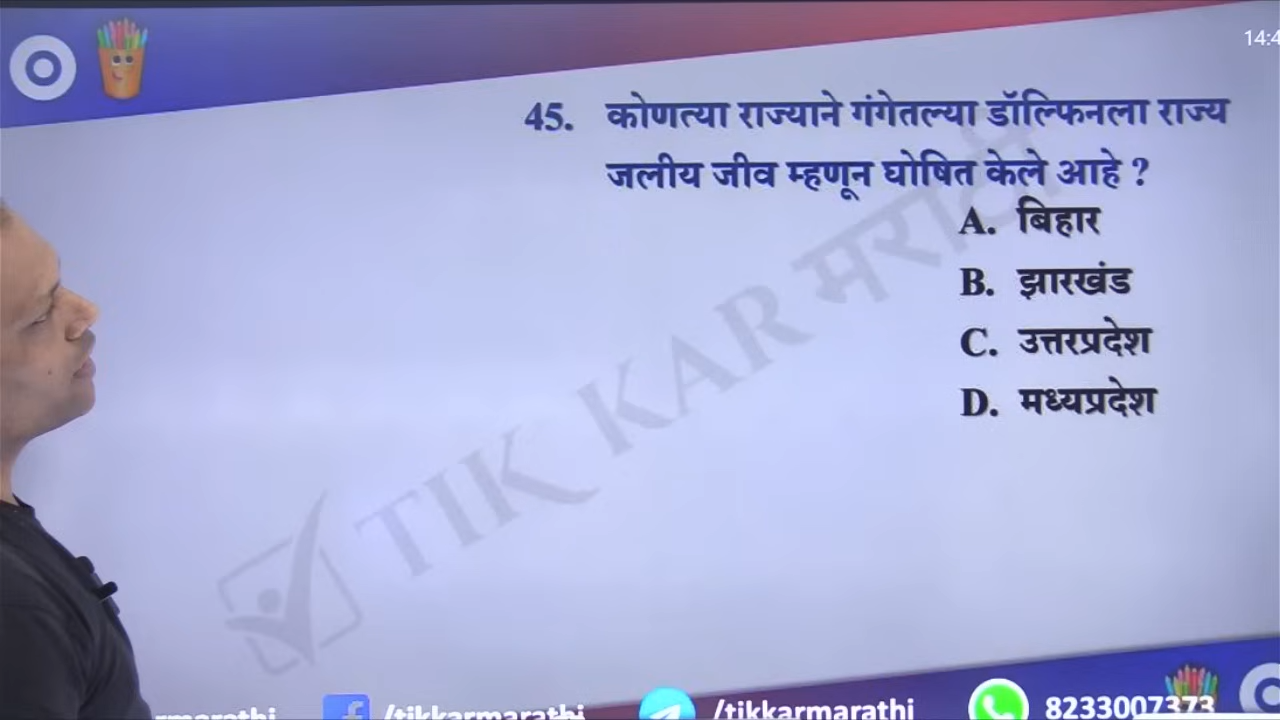 14:4
45. कोणत्या राज्याने गंगेतल्या डॉल्फिनला राज्य
जलीय जीव म्हणून घोषित केले आहे ?
A. बिहार
B. झारखंड
C. उत्तरप्रदेश
D. मध्यप्रदेश
TIK KAR मराठी
/tikkarmarathi
/tikkarmarathi
8233007373